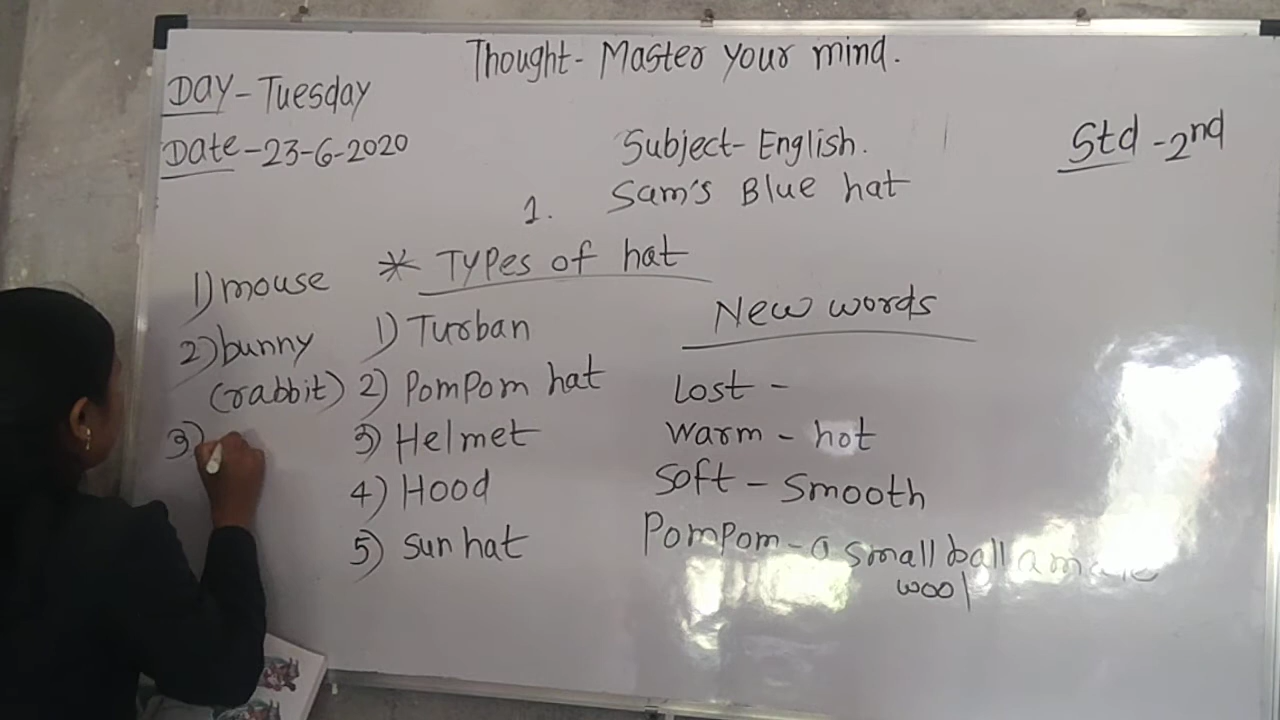 Thought- Master your mind.
DAY-Tuesday
Date-23-6-2020
Subject-English.
Std-2nd
1. Sam's Blue hat
1) mouse
2) bunny
(rabbit)
3)
* Types of hat
1) Turban
2) PomPom hat
3) Helmet
4) Hood
5) Sun hat
New words
Lost -
Warm - hot
Soft - Smooth
PomPom- a small ball a
wool